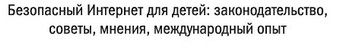 Безопасный Интернет для детей: законодательство,
советы, мнения, международный опыт